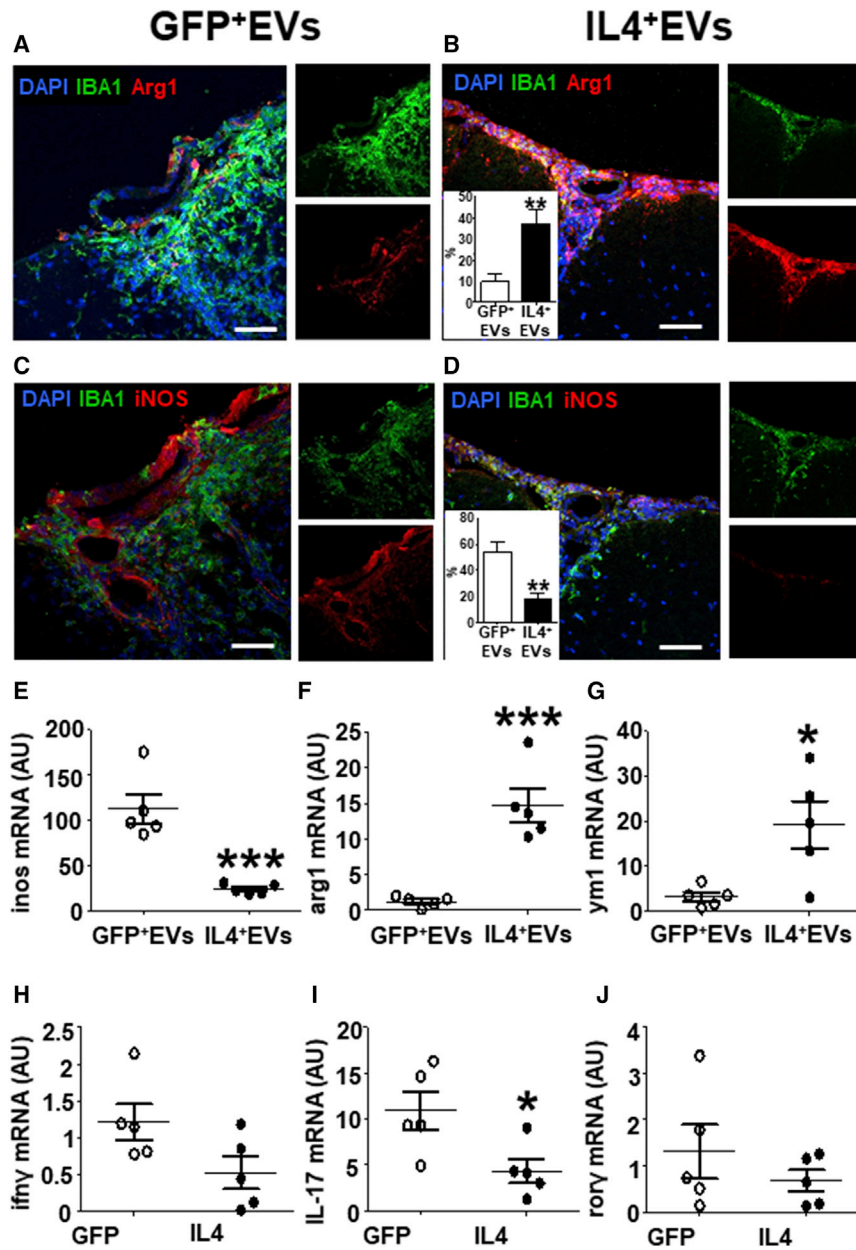 GFP⁺EVs
IL4⁺EVs
A
DAPI IBA1 Arg1
B
DAPI IBA1 Arg1
50
40
30
20
10
0
%
**
GFP⁺ EVs
IL4⁺ EVs
C
DAPI IBA1 iNOS
D
DAPI IBA1 iNOS
80
60
40
20
0
%
**
GFP⁺ EVs
IL4⁺ EVs
E
inos mRNA (AU)
200
150
100
50
0
***
GFP⁺EVs
IL4⁺EVs
F
arg1 mRNA (AU)
25
20
15
10
5
0
***
GFP⁺EVs
IL4⁺EVs
G
ym1 mRNA (AU)
40
30
20
10
0
*
GFP⁺EVs
IL4⁺EVs
H
ifnγ mRNA (AU)
2.5
2
1.5
1
0.5
0
GFP
IL4
I
IL-17 mRNA (AU)
20
15
10
5
0
*
GFP
IL4
J
rorγ mRNA (AU)
4
3
2
1
0
GFP
IL4